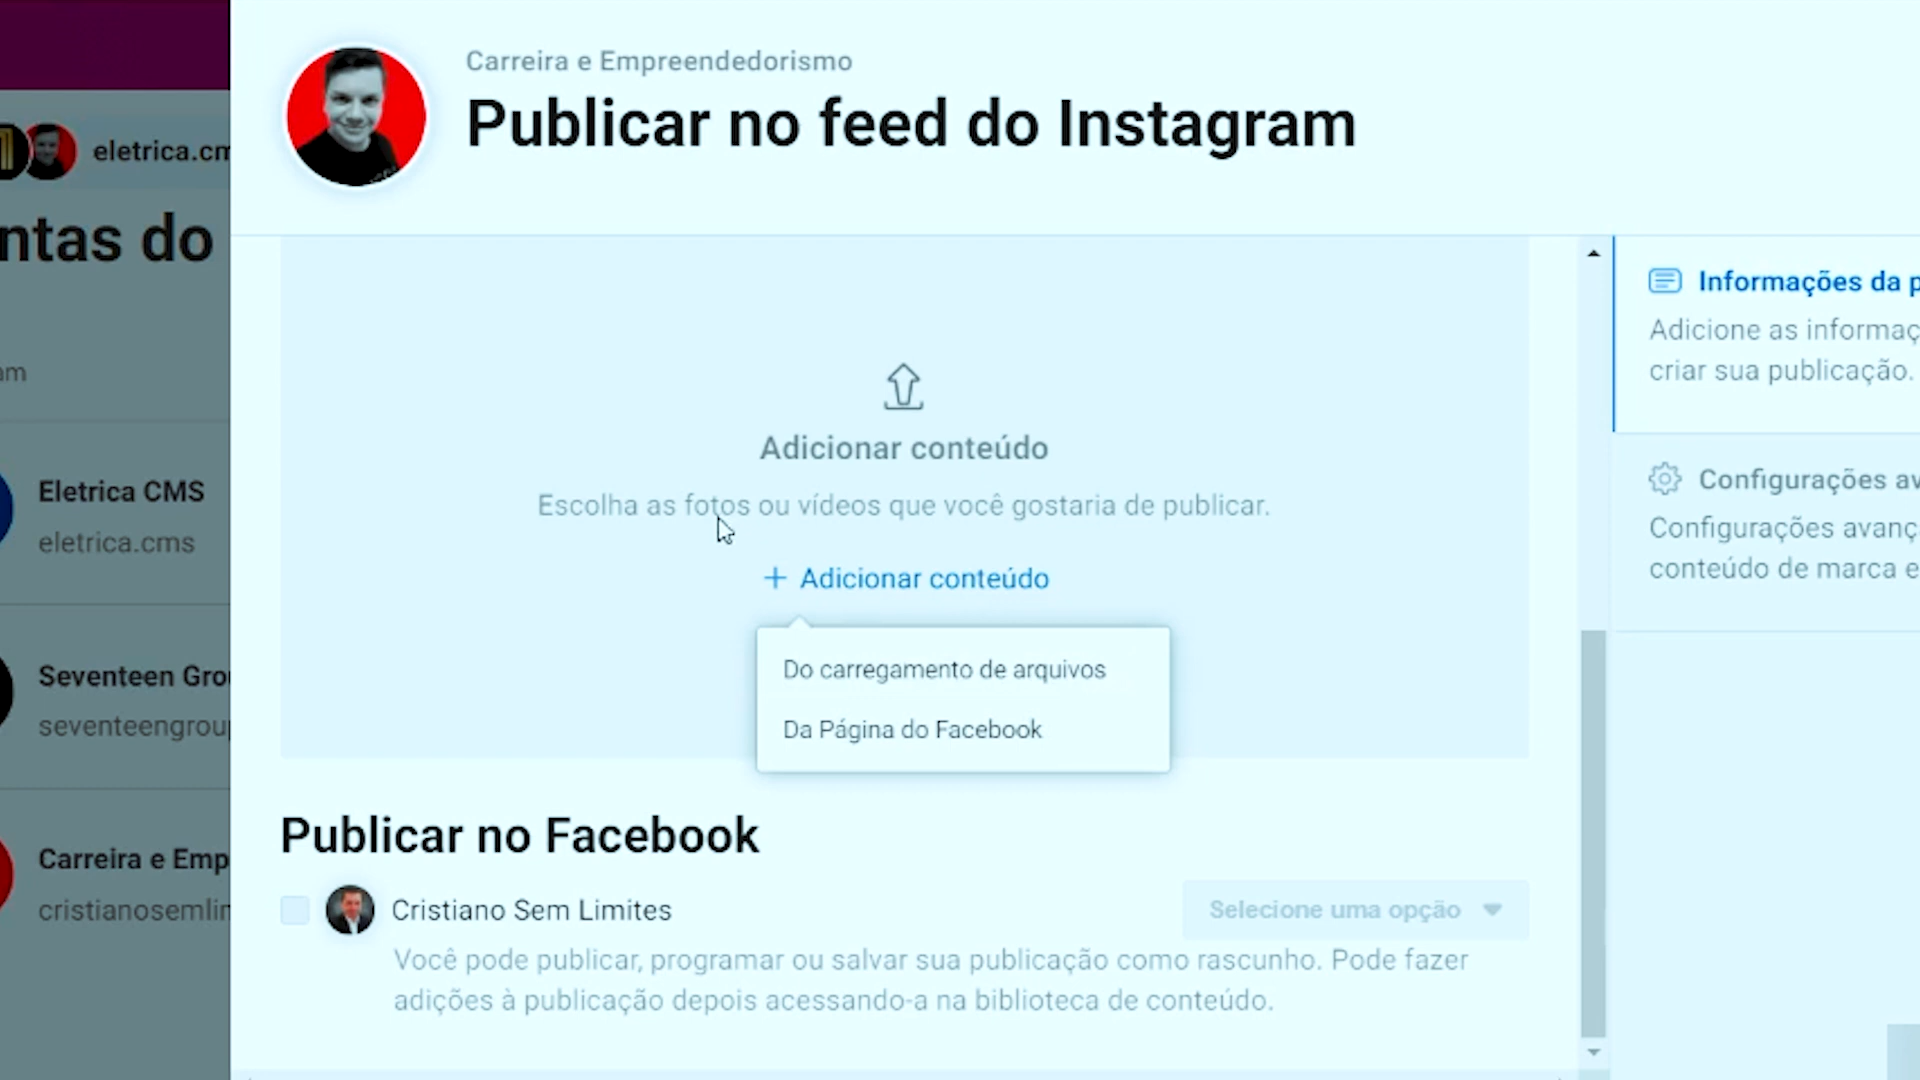 Carreira e Empreendedorismo
Publicar no feed do Instagram
eletrica.cm
ntas do
am
Eletrica CMS
eletrica.cms
Seventeen Gro
seventeengroup
Carreira e Emp
cristianosemlin
Adicionar conteúdo
Escolha as fotos ou vídeos que você gostaria de publicar.
+ Adicionar conteúdo
Do carregamento de arquivos
Da Página do Facebook
Publicar no Facebook
Cristiano Sem Limites
Selecione uma opção
Você pode publicar, programar ou salvar sua publicação como rascunho. Pode fazer
adições à publicação depois acessando-a na biblioteca de conteúdo.
Informações da p
Adicione as informaç
criar sua publicação.
Configurações av
Configurações avanç
conteúdo de marca e